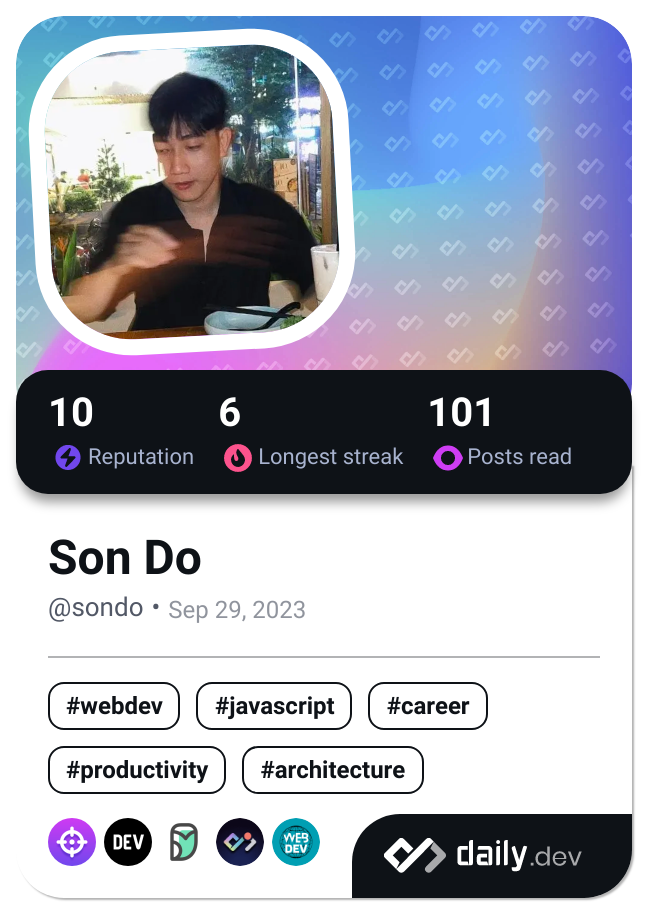 10 6 101
Reputation Longest streak Posts read
Son Do
@sondo • Sep 29, 2023
#webdev #javascript #career
#productivity #architecture
DEV WEB DEV
daily.dev